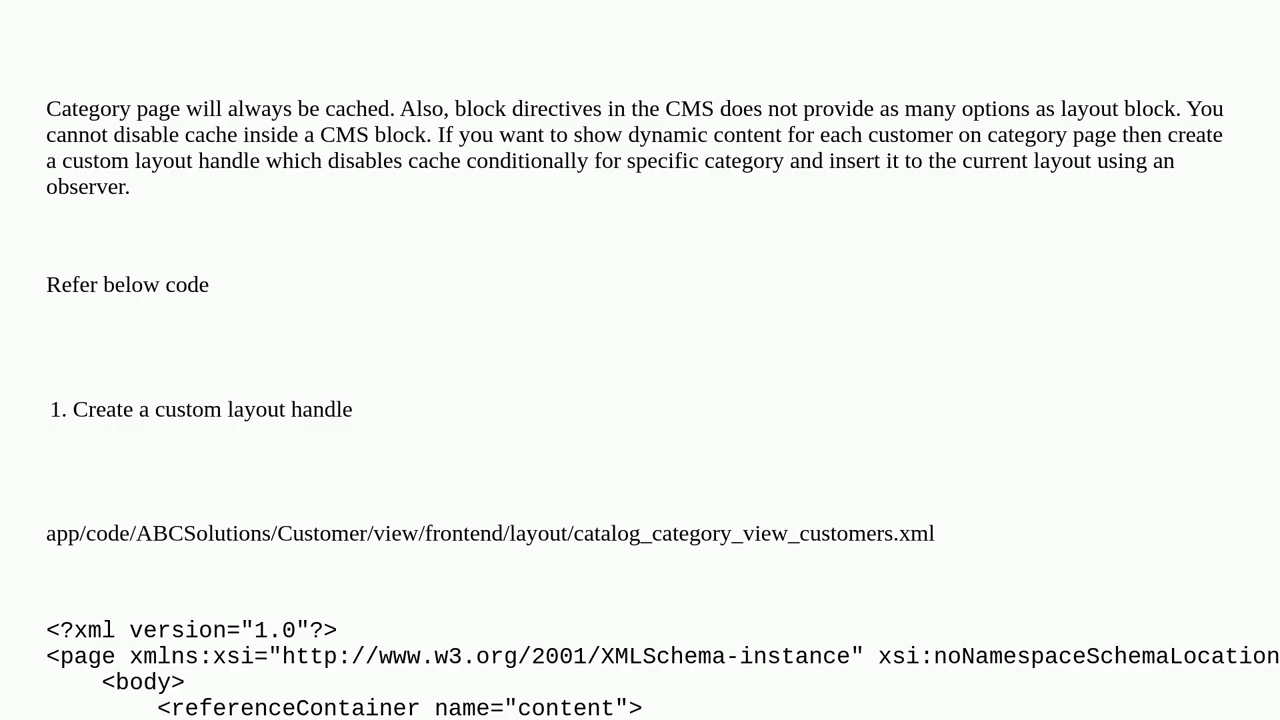 Category page will always be cached. Also, block directives in the CMS does not provide as many options as layout block. You
cannot disable cache inside a CMS block. If you want to show dynamic content for each customer on category page then create
a custom layout handle which disables cache conditionally for specific category and insert it to the current layout using an
observer.
Refer below code
1. Create a custom layout handle
app/code/ABCSolutions/Customer/view/frontend/layout/catalog_category_view_customers.xml
<?xml version="1.0"?>
<page xmlns:xsi="http://www.w3.org/2001/XMLSchema-instance" xsi:noNamespaceSchemaLocation
    <body>
        <referenceContainer name="content">